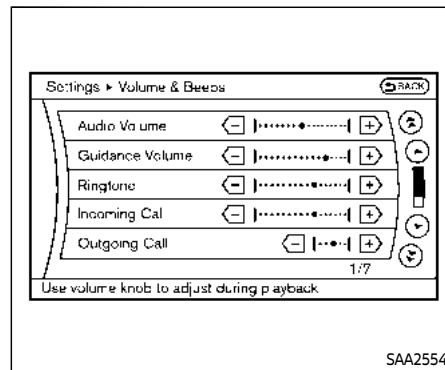 Settings ▸ Volume & Beeps
BACK
Audio Volume
Guidance Volume
Ringtone
Incoming Cal
Outgoing Call
1/7
Use volume knob to adjust during playback
SAA2554